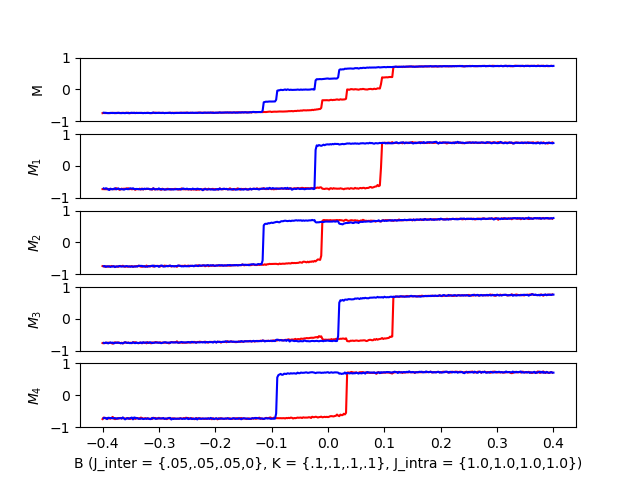 1
0
−1
M
1
0
−1
M₁
1
0
−1
M₂
1
0
−1
M₃
1
0
−1
M₄
−0.4 −0.3 −0.2 −0.1 0.0 0.1 0.2 0.3 0.4
B (J_inter = {.05,.05,.05,0}, K = {.1,.1,.1,.1}, J_intra = {1.0,1.0,1.0,1.0})